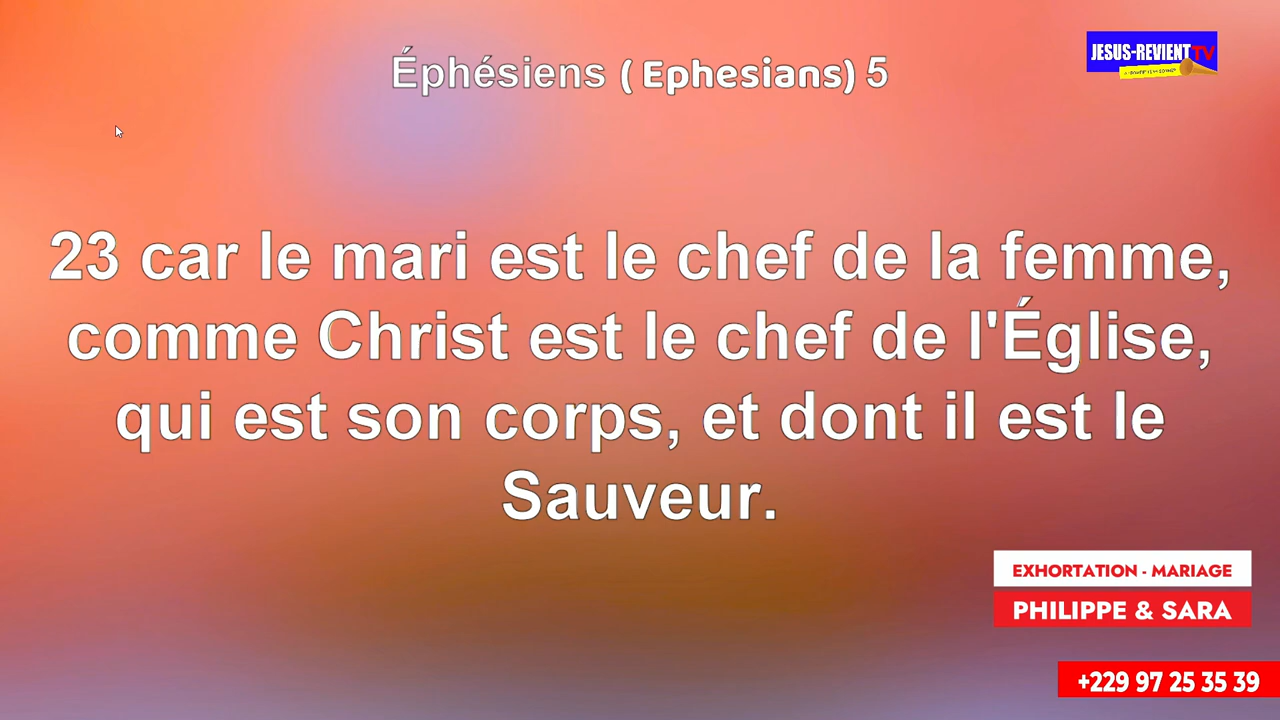 Éphésiens ( Ephesians) 5
JESUS-REVIENT TV
23 car le mari est le chef de la femme,
comme Christ est le chef de l'Église,
qui est son corps, et dont il est le
Sauveur.
EXHORTATION - MARIAGE
PHILIPPE & SARA
+229 97 25 35 39